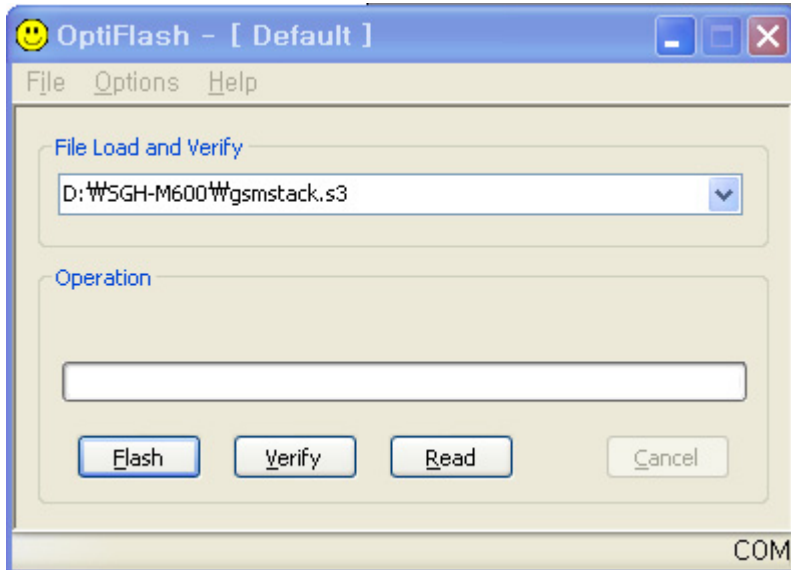 OptiFlash - [ Default ]
File Options Help
File Load and Verify
D:₩SGH-M600₩gsmstack.s3
Operation
Flash Verify Read Cancel
COM